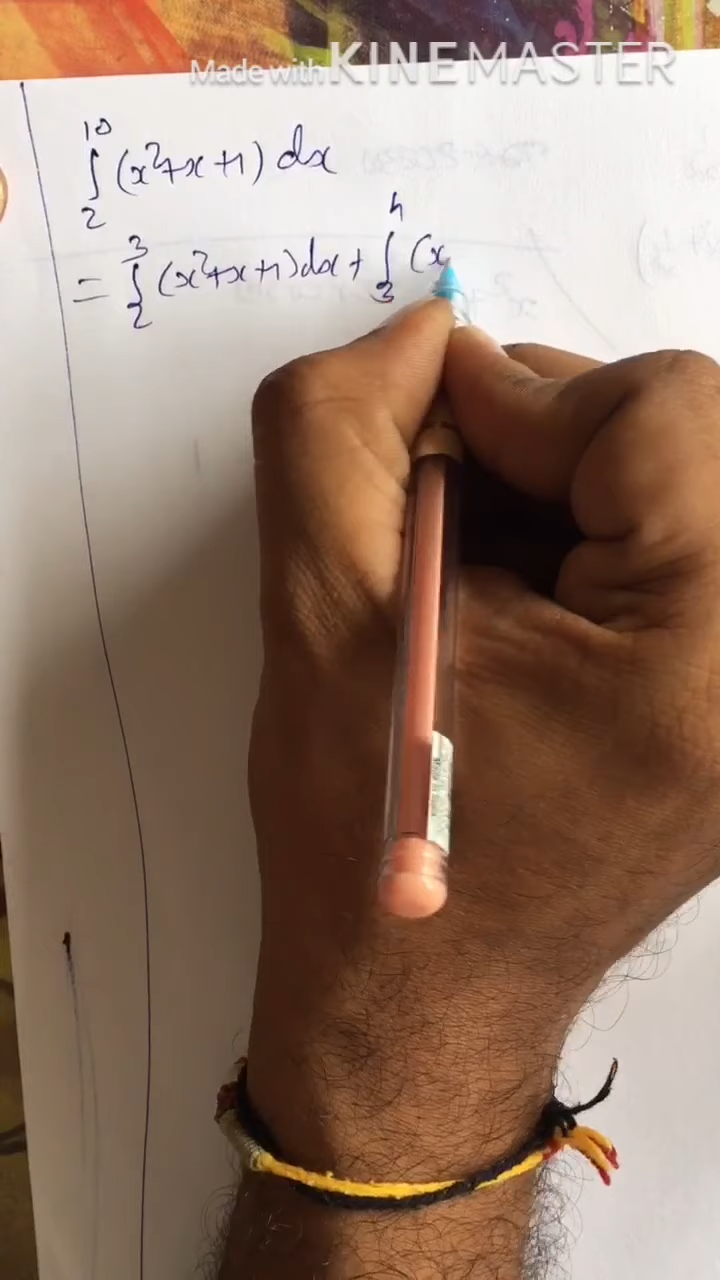 Made with KINEMASTER
∫₂¹⁰ (x²+x+1) dx
= ∫₂³ (x²+x+1) dx + ∫₃⁴ (x